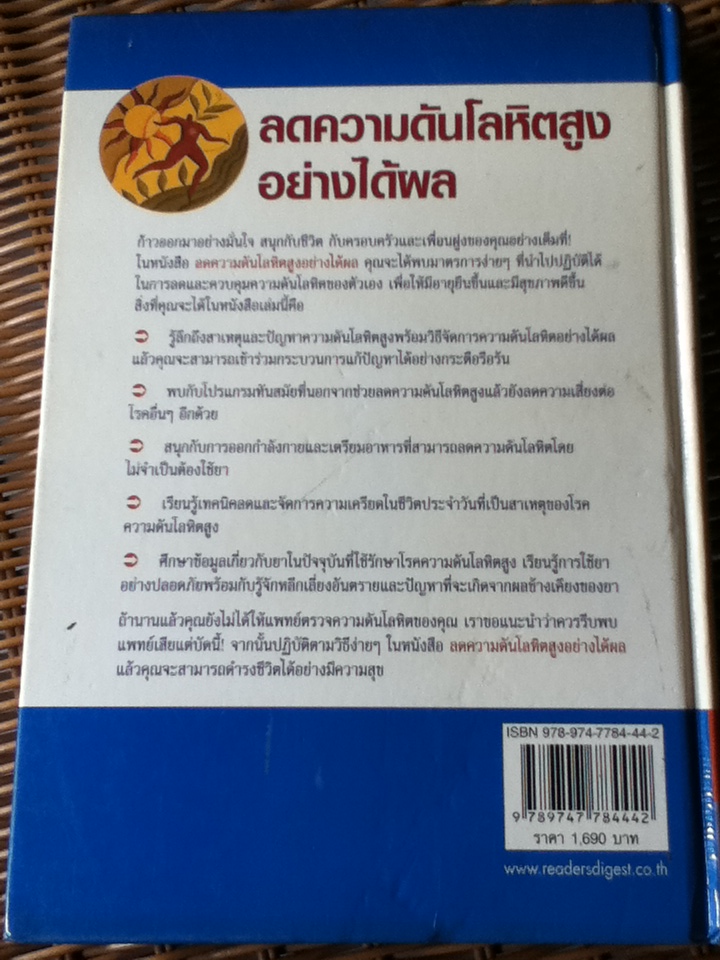 ลดความดันโลหิตสูง
อย่างได้ผล
ก้าวออกมาอย่างมั่นใจ สนุกกับชีวิต กับครอบครัวและเพื่อนฝูงของคุณอย่างเต็มที่!
ในหนังสือ ลดความดันโลหิตสูงอย่างได้ผล คุณจะได้พบมาตรการง่ายๆ ที่นำไปปฏิบัติได้
ในการลดและควบคุมความดันโลหิตของตัวเอง เพื่อให้มีอายุยืนขึ้นและมีสุขภาพดีขึ้น
สิ่งที่คุณจะได้ในหนังสือเล่มนี้คือ
รู้ลึกถึงสาเหตุและปัญหาความดันโลหิตสูงพร้อมวิธีจัดการความดันโลหิตอย่างได้ผล
แล้วคุณจะสามารถเข้าร่วมกระบวนการแก้ปัญหาได้อย่างกระตือรือร้น
พบกับโปรแกรมทันสมัยที่นอกจากช่วยลดความดันโลหิตสูงแล้วยังลดความเสี่ยงต่อ
โรคอื่นๆ อีกด้วย
สนุกกับการออกกำลังกายและเตรียมอาหารที่สามารถลดความดันโลหิตโดย
ไม่จำเป็นต้องใช้ยา
เรียนรู้เทคนิคลดและจัดการความเครียดในชีวิตประจำวันที่เป็นสาเหตุของโรค
ความดันโลหิตสูง
ศึกษาข้อมูลเกี่ยวกับยาในปัจจุบันที่ใช้รักษาโรคความดันโลหิตสูง เรียนรู้การใช้ยา
อย่างปลอดภัยพร้อมกับรู้จักหลีกเลี่ยงอันตรายและปัญหาที่จะเกิดจากผลข้างเคียงของยา
ถ้านานแล้วคุณยังไม่ได้ให้แพทย์ตรวจความดันโลหิตของคุณ เราขอแนะนำว่าควรรีบพบ
แพทย์เสียแต่บัดนี้! จากนั้นปฏิบัติตามวิธีง่ายๆ ในหนังสือ ลดความดันโลหิตสูงอย่างได้ผล
แล้วคุณจะสามารถดำรงชีวิตได้อย่างมีความสุข
ISBN 978-974-7784-44-2
9 789747 784442
ราคา 1,690 บาท
www.readersdigest.co.th